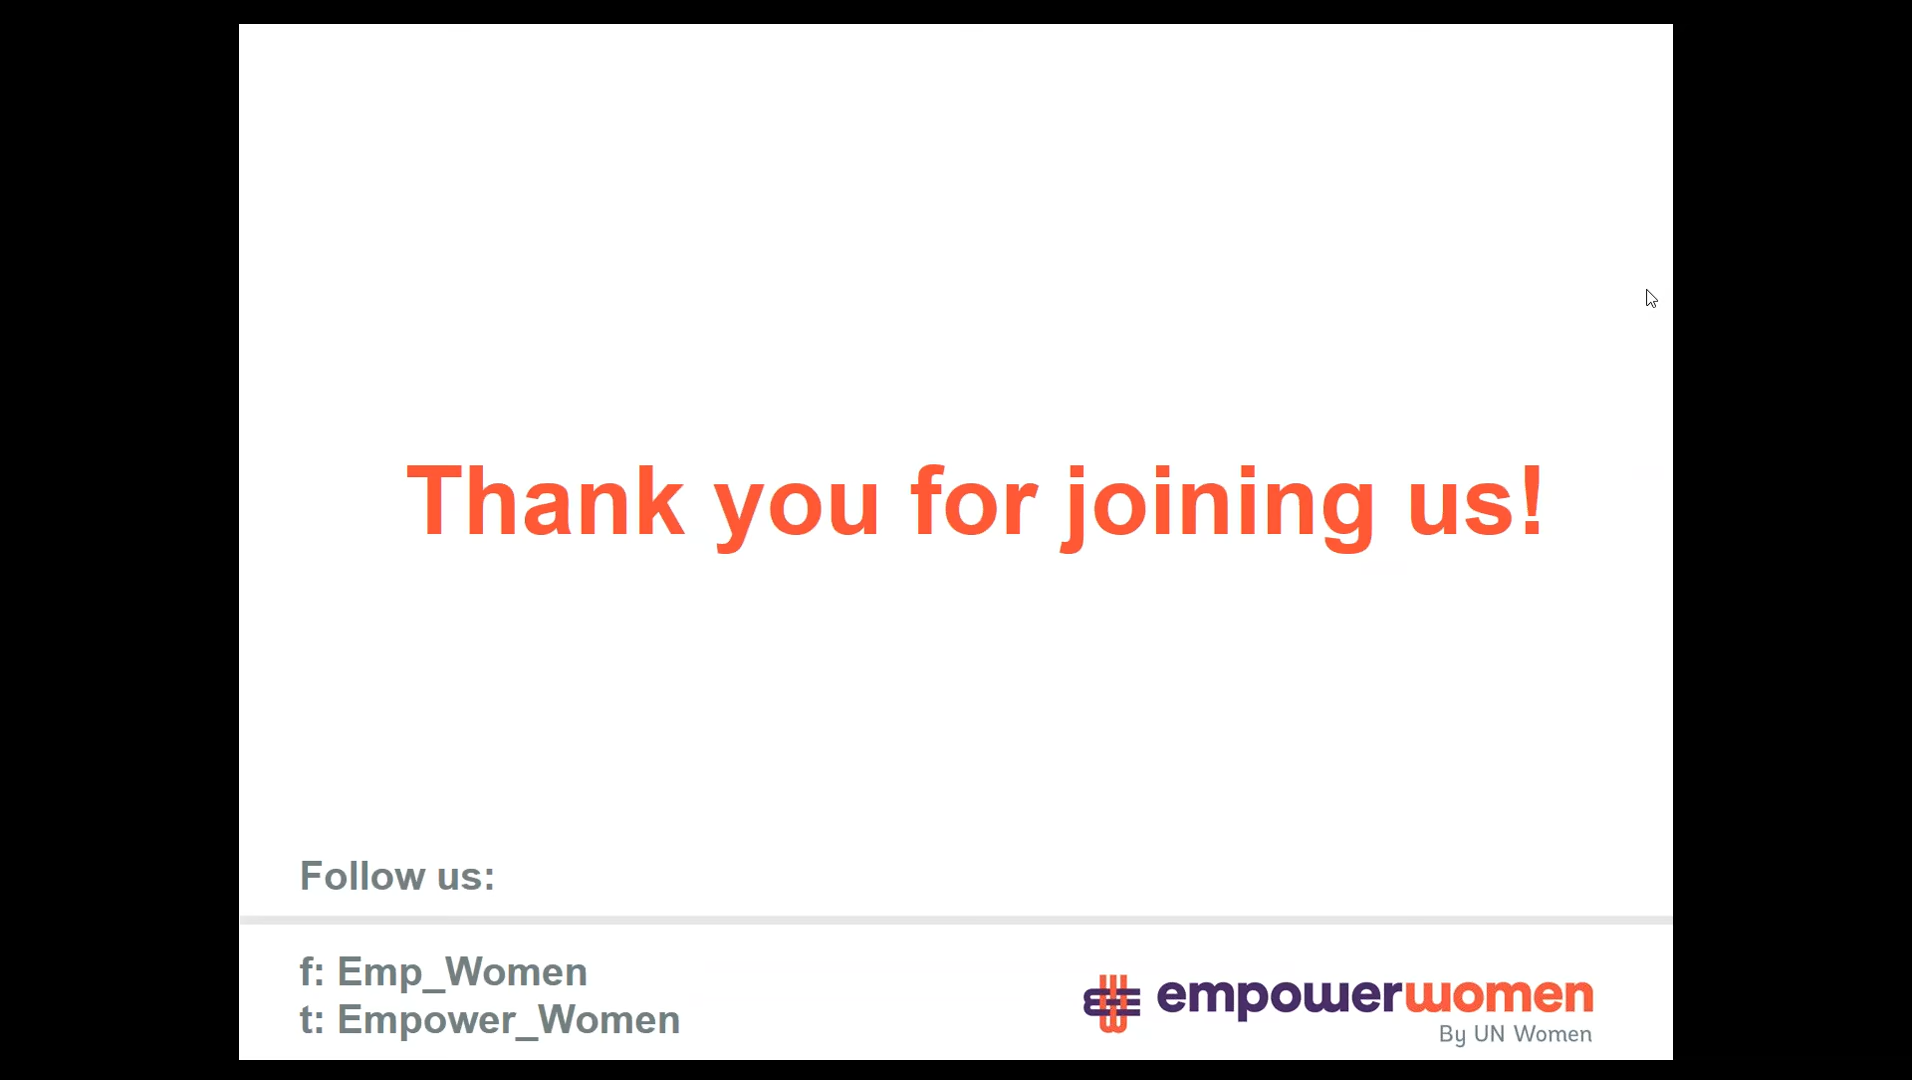 Thank you for joining us!
Follow us:
f: Emp_Women
t: Empower_Women
empowerwomen
By UN Women